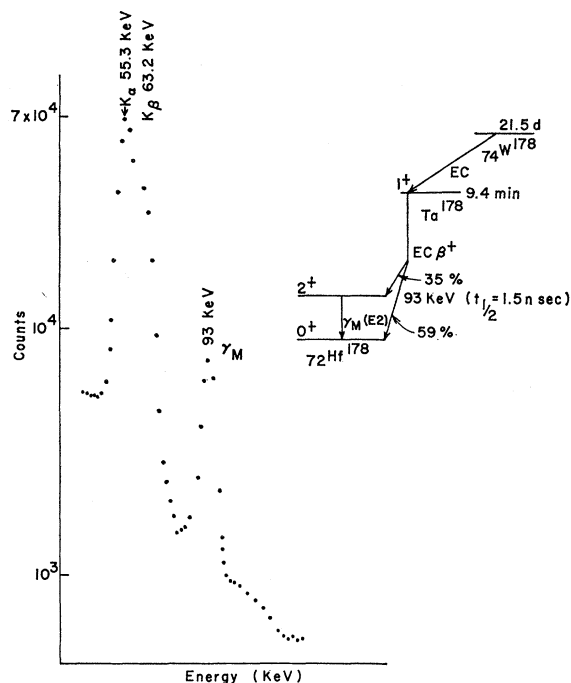 Kα 55.3 KeV
Kβ 63.2 KeV
7x10⁴
10⁴
10³
Counts
93 KeV
γM
Energy (KeV)
21.5 d
₇₄W¹⁷⁸
EC
1⁺
9.4 min
Ta¹⁷⁸
EC β⁺
35 %
2⁺
93 KeV (t½ = 1.5 n sec)
γM(E2)
0⁺
59 %
₇₂Hf¹⁷⁸